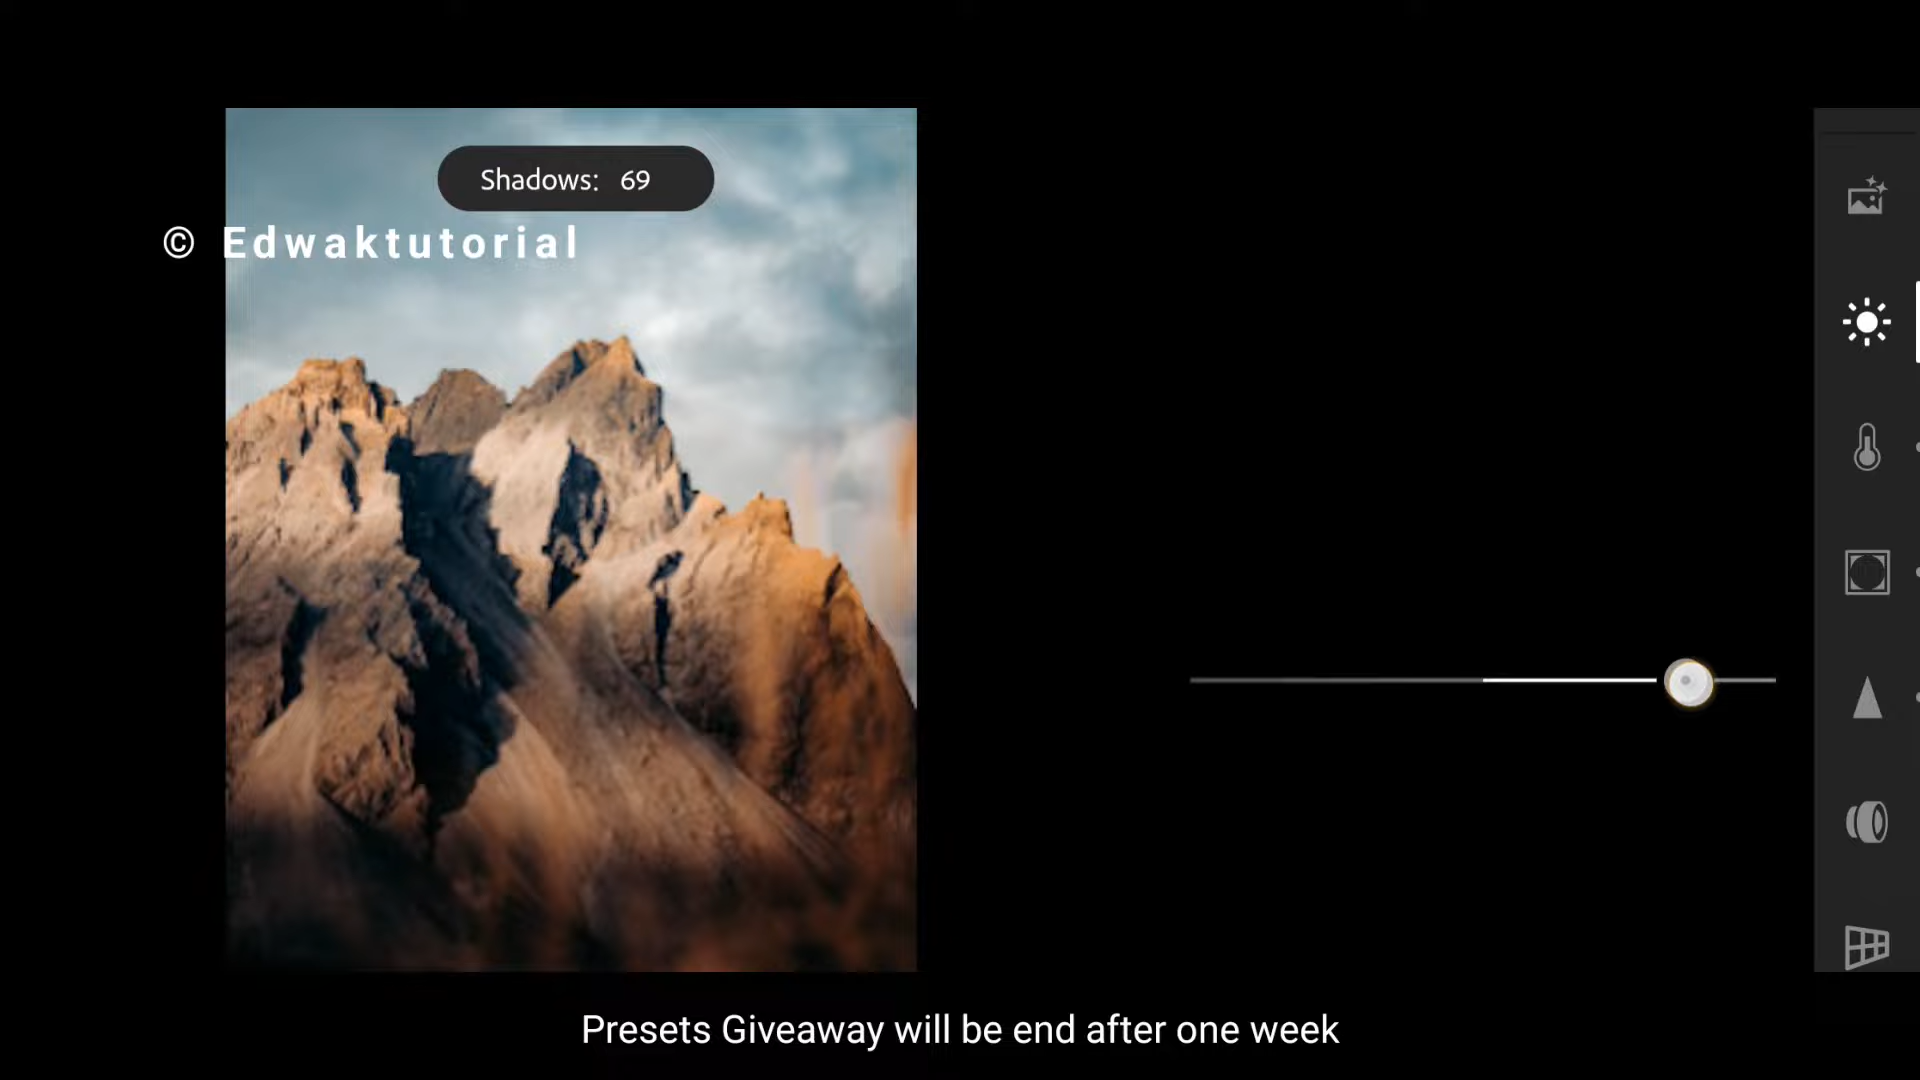 Shadows: 69
© Edwaktutorial
Presets Giveaway will be end after one week